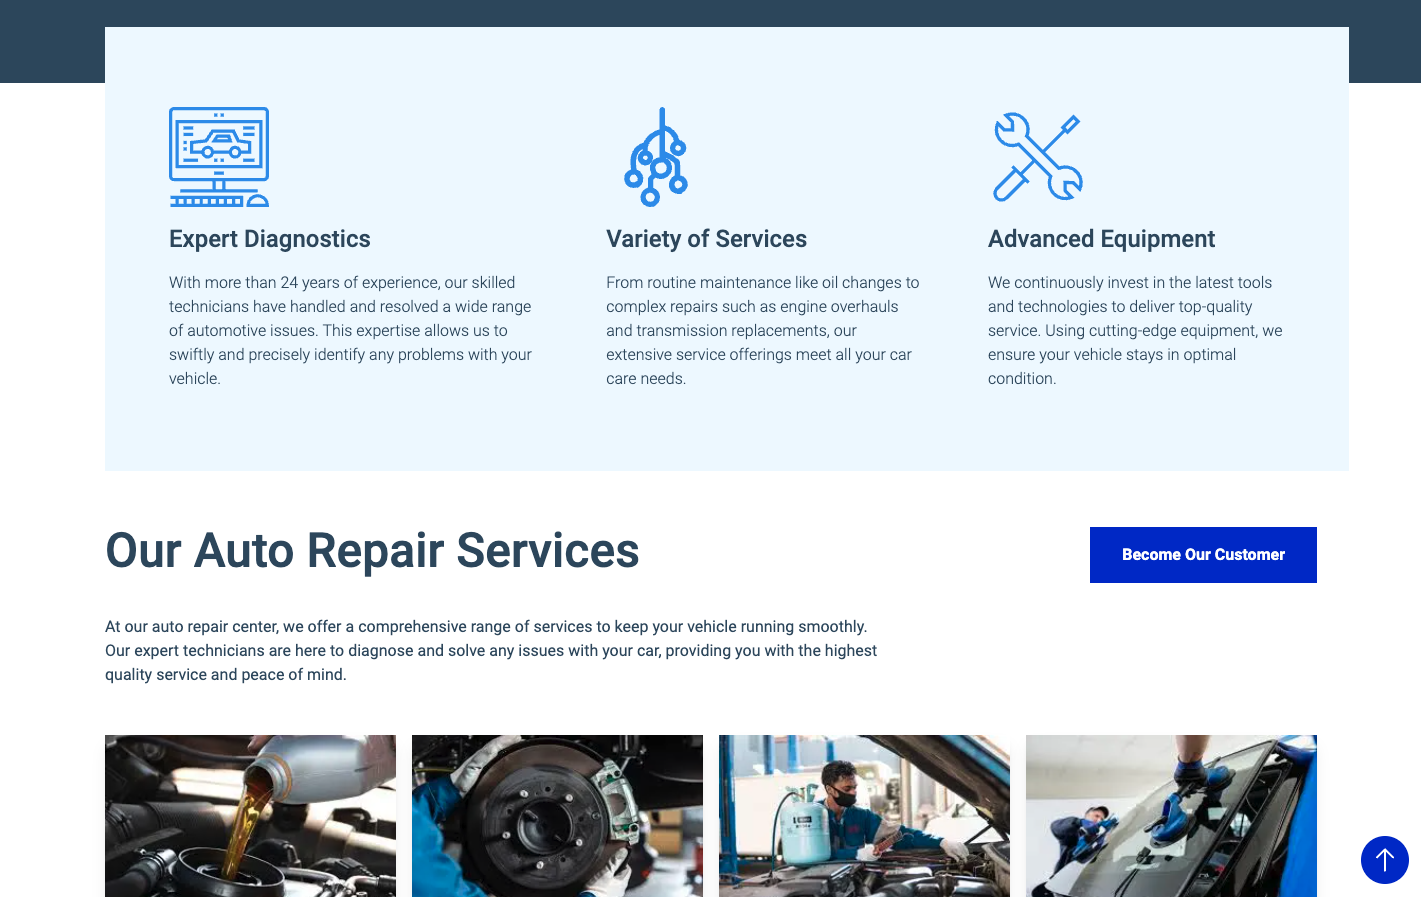 Expert Diagnostics
With more than 24 years of experience, our skilled
technicians have handled and resolved a wide range
of automotive issues. This expertise allows us to
swiftly and precisely identify any problems with your
vehicle.
Variety of Services
From routine maintenance like oil changes to
complex repairs such as engine overhauls
and transmission replacements, our
extensive service offerings meet all your car
care needs.
Advanced Equipment
We continuously invest in the latest tools
and technologies to deliver top-quality
service. Using cutting-edge equipment, we
ensure your vehicle stays in optimal
condition.
Our Auto Repair Services
Become Our Customer
At our auto repair center, we offer a comprehensive range of services to keep your vehicle running smoothly.
Our expert technicians are here to diagnose and solve any issues with your car, providing you with the highest
quality service and peace of mind.